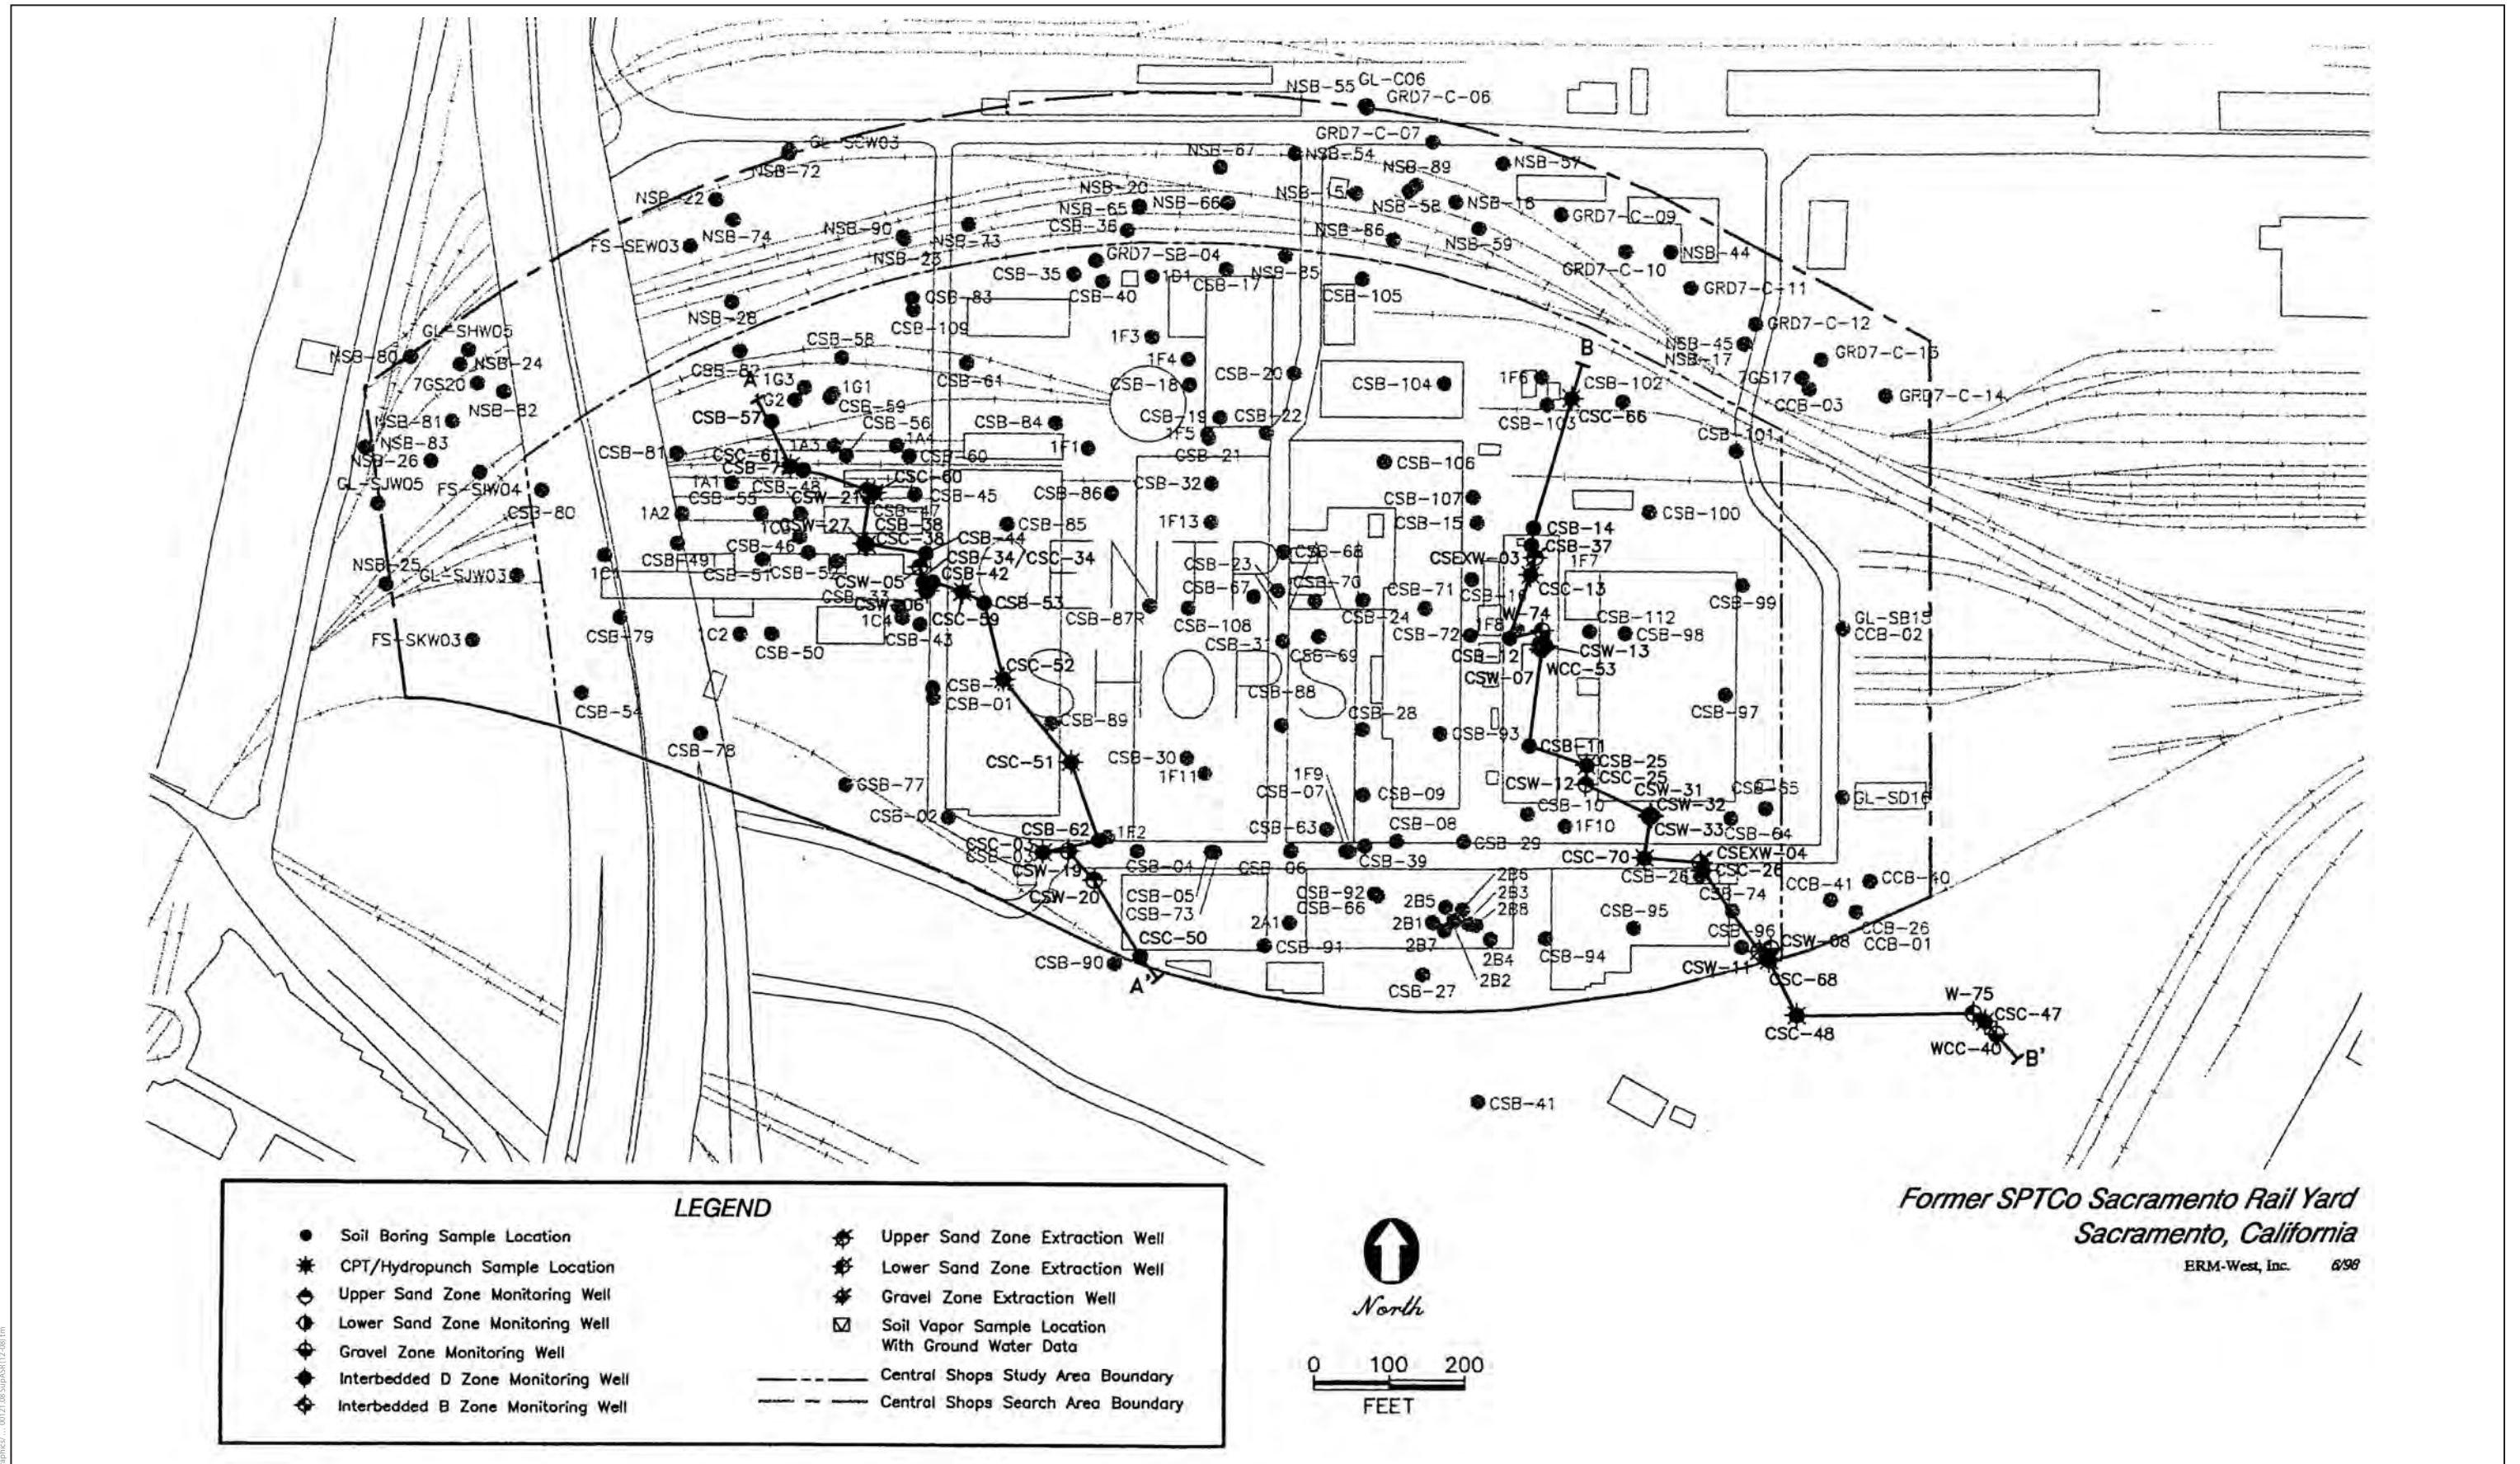 GL-C06
NSB-55
GRD7-C-06
GRD7-C-07
GL-SCW03
NSB-67
NSB-54
NSB-57
NSB-89
NSB-72
NSB-20
NSB-22
NSB-65
NSB-66
NSB-58
GRD7-C-09
NSB-90
CSB-36
NSB-86
NSB-59
NSB-74
FS-SEW03
NSB-73
NSB-44
NSB-23
GRD7-SB-04
GRD7-C-10
CSB-35
1D1
NSB-85
CSB-17
CSB-40
CSB-105
GRD7-C-11
CSB-83
NSB-28
CSB-109
GRD7-C-12
GL-SHW05
1F3
CSB-58
NSB-45
NSB-80
B
NSB-24
1F4
NSB-17
CSB-82
CSB-61
CSB-20
1F6
7GS17
7GS20
A
1G3
1G1
CSB-18
CSB-104
CSB-102
GRD7-C-14
NSB-82
CSB-59
CCB-03
CSC-66
NSB-81
CSB-57
CSB-56
CSB-84
CSB-19
CSB-22
CSB-103
1F5
CSB-101
NSB-83
1A3
1A4
1F1
CSB-81
CSC-61
CSB-60
CSB-21
CSB-106
NSB-26
GL-SJW05
FS-SIW04
1A1
CSB-48
CSC-60
CSB-32
CSB-55
CSW-21
CSB-45
CSB-86
CSB-107
CSB-80
CSB-47
1A2
CSW-27
CSB-38
CSB-85
1F13
CSB-15
CSB-100
CSC-38
CSB-14
CSB-44
CSB-46
CSB-37
CSB-49
CSB-34/CSC-34
CSB-68
CSEXW-03
1F7
NSB-25
GL-SJW03
CSB-51
CSB-52
CSB-42
CSB-23
CSW-05
CSB-67
CSB-70
CSB-71
CSC-13
CSB-33
CSB-53
CSB-99
CSW-06
CSC-59
CSB-87R
CSB-24
W-74
CSB-112
GL-SB15
1C4
CSB-108
1F8
CSB-79
1C2
CSB-43
CSB-72
CSB-98
CCB-02
FS-SKW03
CSB-50
CSB-69
CSB-12
CSW-13
CSC-52
WCC-53
CSW-07
SHOPS
CSB-88
CSB-01
CSB-54
CSB-89
CSB-28
CSB-97
CSB-78
CSB-93
CSB-11
CSC-51
CSB-30
CSB-25
1F11
1F9
CSC-25
CSB-77
CSW-12
CSW-31
CSB-07
CSB-09
CSB-10
CSW-32
GL-SD16
CSB-02
CSB-62
1F2
CSB-63
CSB-08
1F10
CSW-33
CSB-64
CSC-03
CSB-03
CSB-04
CSB-06
CSB-39
CSB-29
CSC-70
CSEXW-04
CSW-19
CSB-26
CSC-26
CSW-20
CSB-05
CSB-92
2B5
2B3
2B8
CSB-74
CCB-41
CCB-40
CSB-73
CSB-66
2A1
2B1
CSB-95
CSC-50
CSB-91
2B7
CSB-96
CSW-08
CCB-26
CCB-01
CSB-90
2B4
2B2
CSB-94
CSW-11
A'
CSB-27
CSC-68
W-75
CSC-47
CSC-48
WCC-40
B'
CSB-41
LEGEND
Soil Boring Sample Location
CPT/Hydropunch Sample Location
Upper Sand Zone Monitoring Well
Lower Sand Zone Monitoring Well
Gravel Zone Monitoring Well
Interbedded D Zone Monitoring Well
Interbedded B Zone Monitoring Well
Upper Sand Zone Extraction Well
Lower Sand Zone Extraction Well
Gravel Zone Extraction Well
Soil Vapor Sample Location
With Ground Water Data
Central Shops Study Area Boundary
Central Shops Search Area Boundary
North
0 100 200
FEET
Former SPTCo Sacramento Rail Yard
Sacramento, California
ERM-West, Inc. 6/98